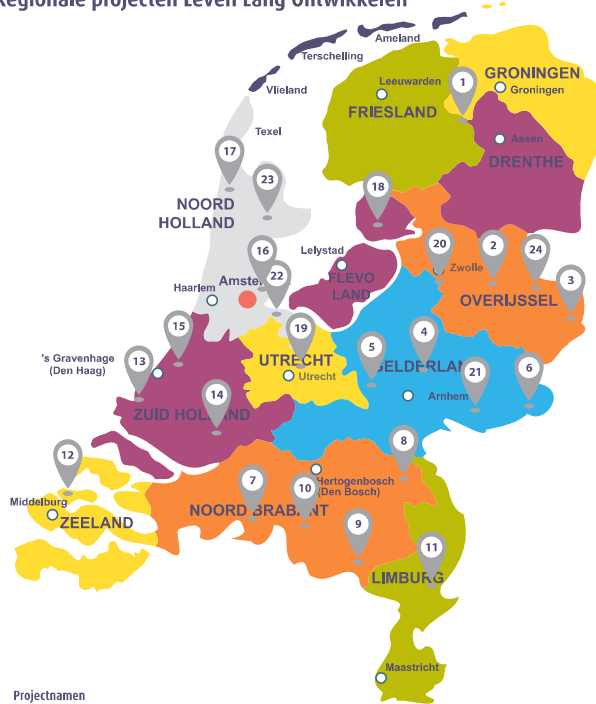 Regionale projecten Leven Lang Ontwikkelen
Ameland
Terschelling
Vlieland
Texel
GRONINGEN
Groningen
1
Leeuwarden
FRIESLAND
Assen
DRENTHE
17
23
NOORD
HOLLAND
18
16
22
Haarlem
Lelystad
FLEVO
LAND
20
2
24
3
Zwolle
OVERIJSSEL
15
13
's Gravenhage
(Den Haag)
14
ZUID HOLLAND
19
UTRECHT
Utrecht
5
4
GELDERLAND
21
6
Arnhem
12
Middelburg
ZEELAND
7
10
8
9
Hertogenbosch
(Den Bosch)
NOORD BRABANT
11
LIMBURG
Maastricht
Projectnamen